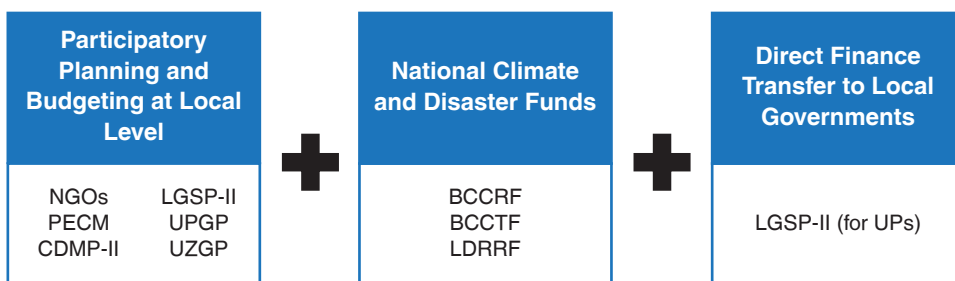 Participatory
Planning and
Budgeting at Local
Level
NGOs LGSP-II
PECM UPGP
CDMP-II UZGP
National Climate
and Disaster Funds
BCCRF
BCCTF
LDRRF
Direct Finance
Transfer to Local
Governments
LGSP-II (for UPs)